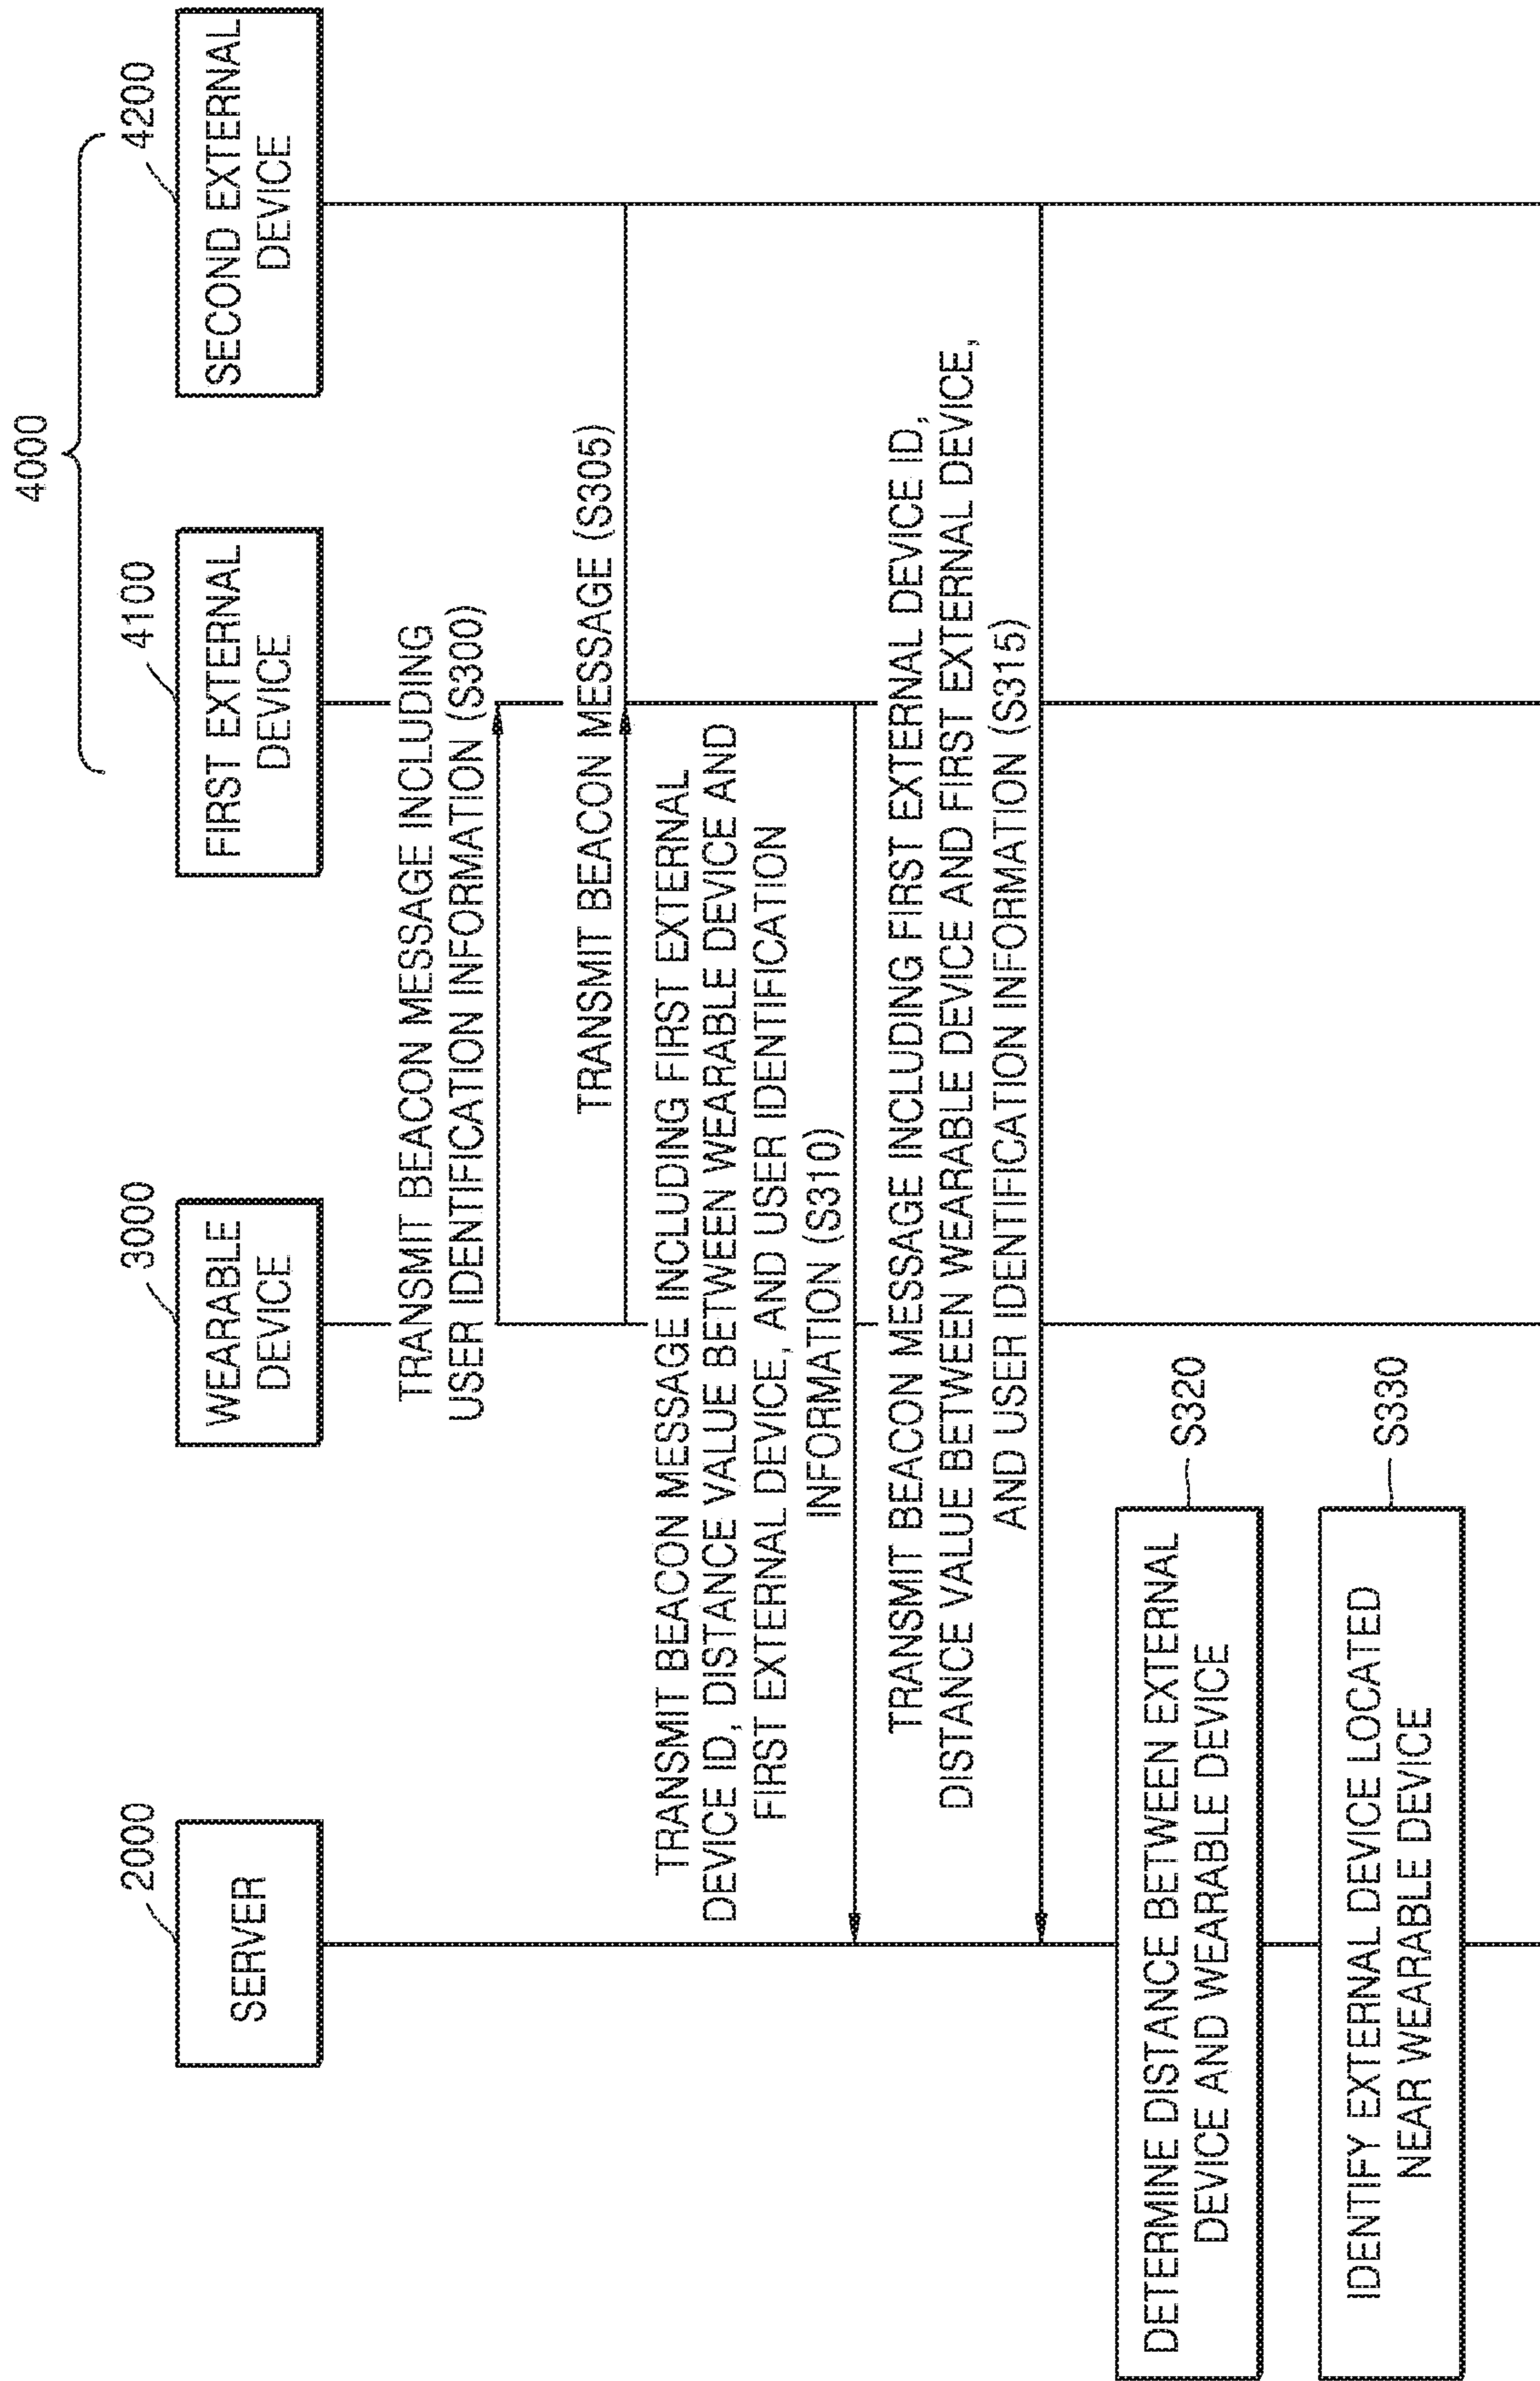 4000
2000
3000
4100
4200
SERVER
WEARABLE
DEVICE
FIRST EXTERNAL
DEVICE
SECOND EXTERNAL
DEVICE
TRANSMIT BEACON MESSAGE INCLUDING
USER IDENTIFICATION INFORMATION (S300)
TRANSMIT BEACON MESSAGE (S305)
TRANSMIT BEACON MESSAGE INCLUDING FIRST EXTERNAL
DEVICE ID, DISTANCE VALUE BETWEEN WEARABLE DEVICE AND
FIRST EXTERNAL DEVICE, AND USER IDENTIFICATION
INFORMATION (S310)
TRANSMIT BEACON MESSAGE INCLUDING FIRST EXTERNAL DEVICE ID,
DISTANCE VALUE BETWEEN WEARABLE DEVICE AND FIRST EXTERNAL DEVICE,
AND USER IDENTIFICATION INFORMATION (S315)
DETERMINE DISTANCE BETWEEN EXTERNAL
DEVICE AND WEARABLE DEVICE
S320
IDENTIFY EXTERNAL DEVICE LOCATED
NEAR WEARABLE DEVICE
S330